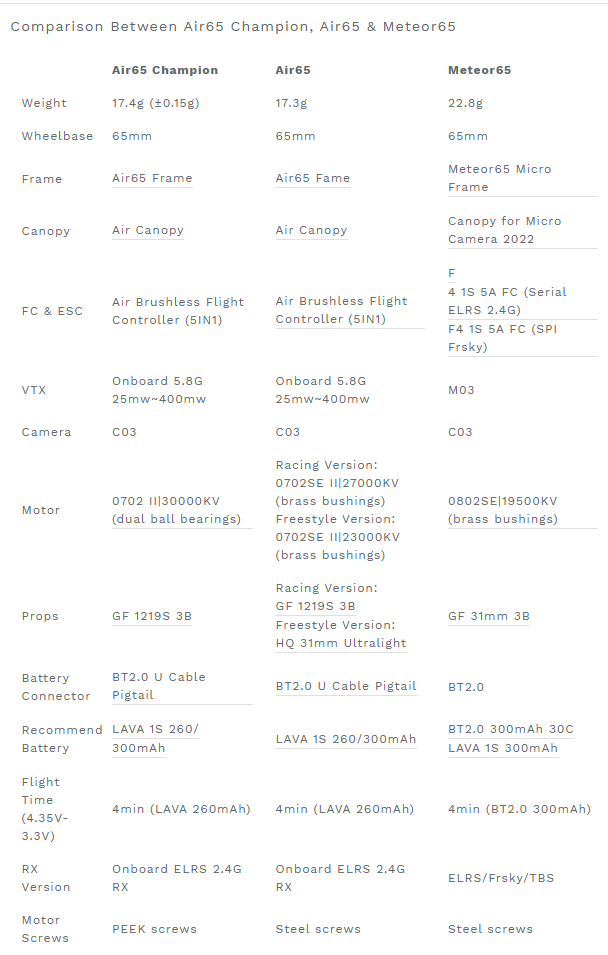 Comparison Between Air65 Champion, Air65 & Meteor65
Air65 Champion Air65 Meteor65
Weight 17.4g (±0.15g) 17.3g 22.8g
Wheelbase 65mm 65mm 65mm
Frame Air65 Frame Air65 Fame Meteor65 Micro
Frame
Canopy Air Canopy Air Canopy Canopy for Micro
Camera 2022
FC & ESC
Air Brushless Flight
Controller (5IN1)
Air Brushless Flight
Controller (5IN1)
F
4 1S 5A FC (Serial
ELRS 2.4G)
F4 1S 5A FC (SPI
Frsky)
VTX
Onboard 5.8G
25mw~400mw
Onboard 5.8G
25mw~400mw
M03
Camera C03 C03 C03
Motor
0702 II|30000KV
(dual ball bearings)
Racing Version:
0702SE II|27000KV
(brass bushings)
Freestyle Version:
0702SE II|23000KV
(brass bushings)
0802SE|19500KV
(brass bushings)
Props
GF 1219S 3B
Racing Version:
GF 1219S 3B
Freestyle Version:
HQ 31mm Ultralight
GF 31mm 3B
Battery
Connector
BT2.0 U Cable
Pigtail
BT2.0 U Cable Pigtail
BT2.0
Recommend
Battery
LAVA 1S 260/
300mAh
LAVA 1S 260/300mAh
BT2.0 300mAh 30C
LAVA 1S 300mAh
Flight
Time
(4.35V-
3.3V)
4min (LAVA 260mAh)
4min (LAVA 260mAh)
4min (BT2.0 300mAh)
RX
Version
Onboard ELRS 2.4G
RX
Onboard ELRS 2.4G
RX
ELRS/Frsky/TBS
Motor
Screws
PEEK screws
Steel screws
Steel screws